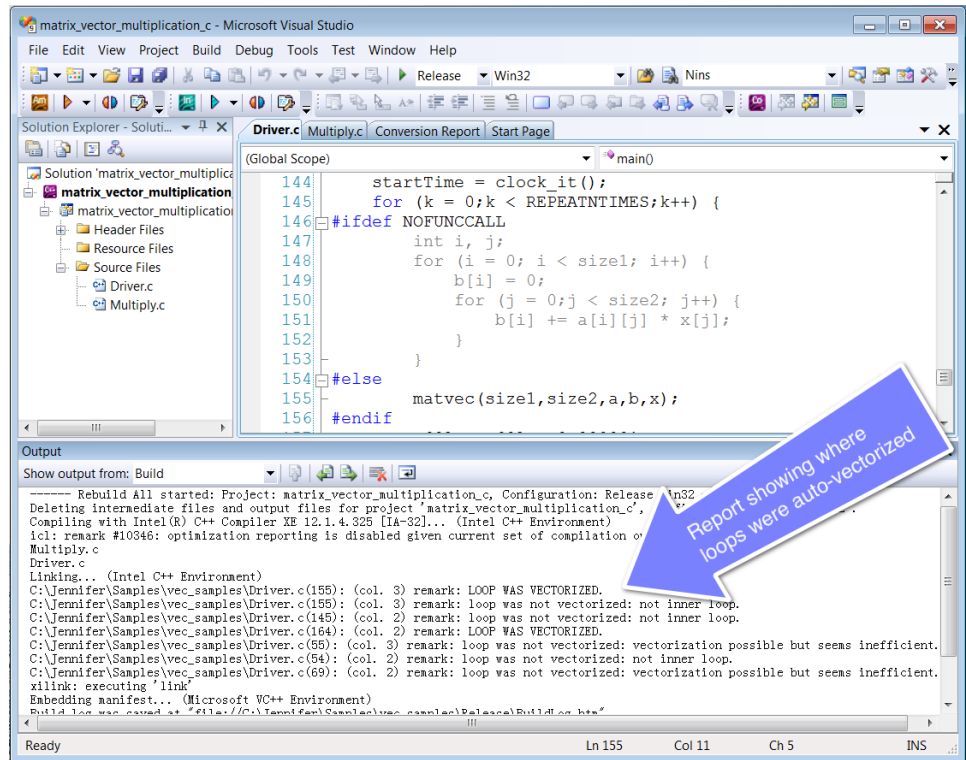 matrix_vector_multiplication_c - Microsoft Visual Studio
File Edit View Project Build Debug Tools Test Window Help
Release Win32 Nins
Solution Explorer - Soluti...
Driver.c Multiply.c Conversion Report Start Page
(Global Scope) main()
Solution 'matrix_vector_multiplica
matrix_vector_multiplication
matrix_vector_multiplication
Header Files
Resource Files
Source Files
Driver.c
Multiply.c
144 startTime = clock_it();
145 for (k = 0;k < REPEATNTIMES;k++) {
146 #ifdef NOFUNCCALL
147 int i, j;
148 for (i = 0; i < size1; i++) {
149 b[i] = 0;
150 for (j = 0;j < size2; j++) {
151 b[i] += a[i][j] * x[j];
152 }
153 }
154 #else
155 matvec(size1,size2,a,b,x);
156 #endif
Output
Show output from: Build
------ Rebuild All started: Project: matrix_vector_multiplication_c, Configuration: Release Win32
Deleting intermediate files and output files for project 'matrix_vector_multiplication_c',
Compiling with Intel(R) C++ Compiler XE 12.1.4.325 [IA-32]... (Intel C++ Environment)
icl: remark #10346: optimization reporting is disabled given current set of compilation
Multiply.c
Driver.c
Linking... (Intel C++ Environment)
C:\Jennifer\Samples\vec_samples\Driver.c(155): (col. 3) remark: LOOP WAS VECTORIZED.
C:\Jennifer\Samples\vec_samples\Driver.c(155): (col. 3) remark: loop was not vectorized: not inner loop.
C:\Jennifer\Samples\vec_samples\Driver.c(145): (col. 2) remark: loop was not vectorized: not inner loop.
C:\Jennifer\Samples\vec_samples\Driver.c(164): (col. 2) remark: LOOP WAS VECTORIZED.
C:\Jennifer\Samples\vec_samples\Driver.c(55): (col. 3) remark: loop was not vectorized: vectorization possible but seems inefficient.
C:\Jennifer\Samples\vec_samples\Driver.c(54): (col. 2) remark: loop was not vectorized: not inner loop.
C:\Jennifer\Samples\vec_samples\Driver.c(69): (col. 2) remark: loop was not vectorized: vectorization possible but seems inefficient.
xilink: executing 'link'
Embedding manifest... (Microsoft VC++ Environment)
Build log was saved at "file://C:\Jennifer\Samples\vec_samples\Release\BuildLog.htm"
Report showing where
loops were auto-vectorized
Ready Ln 155 Col 11 Ch 5 INS